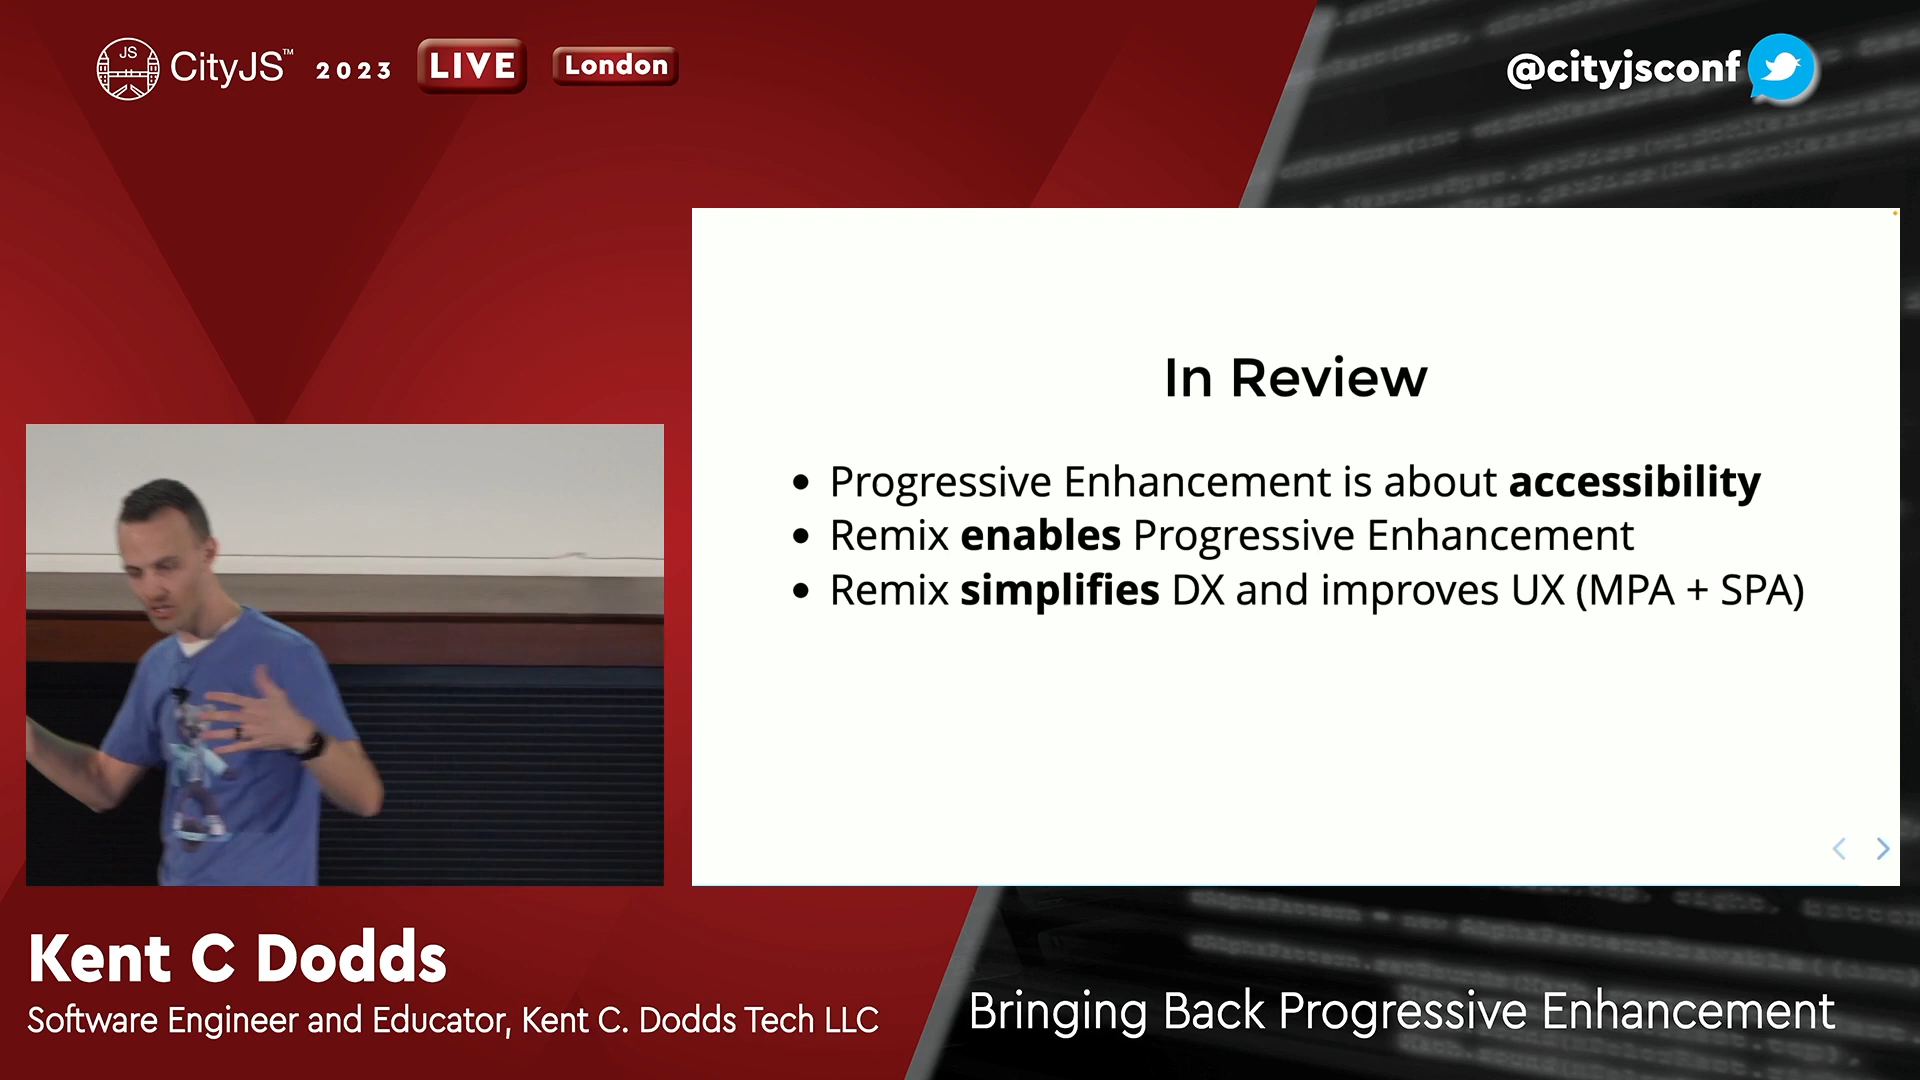 JS
CityJS™ 2023 LIVE London
@cityjsconf
In Review
• Progressive Enhancement is about accessibility
• Remix enables Progressive Enhancement
• Remix simplifies DX and improves UX (MPA + SPA)
Kent C Dodds
Software Engineer and Educator, Kent C. Dodds Tech LLC
Bringing Back Progressive Enhancement